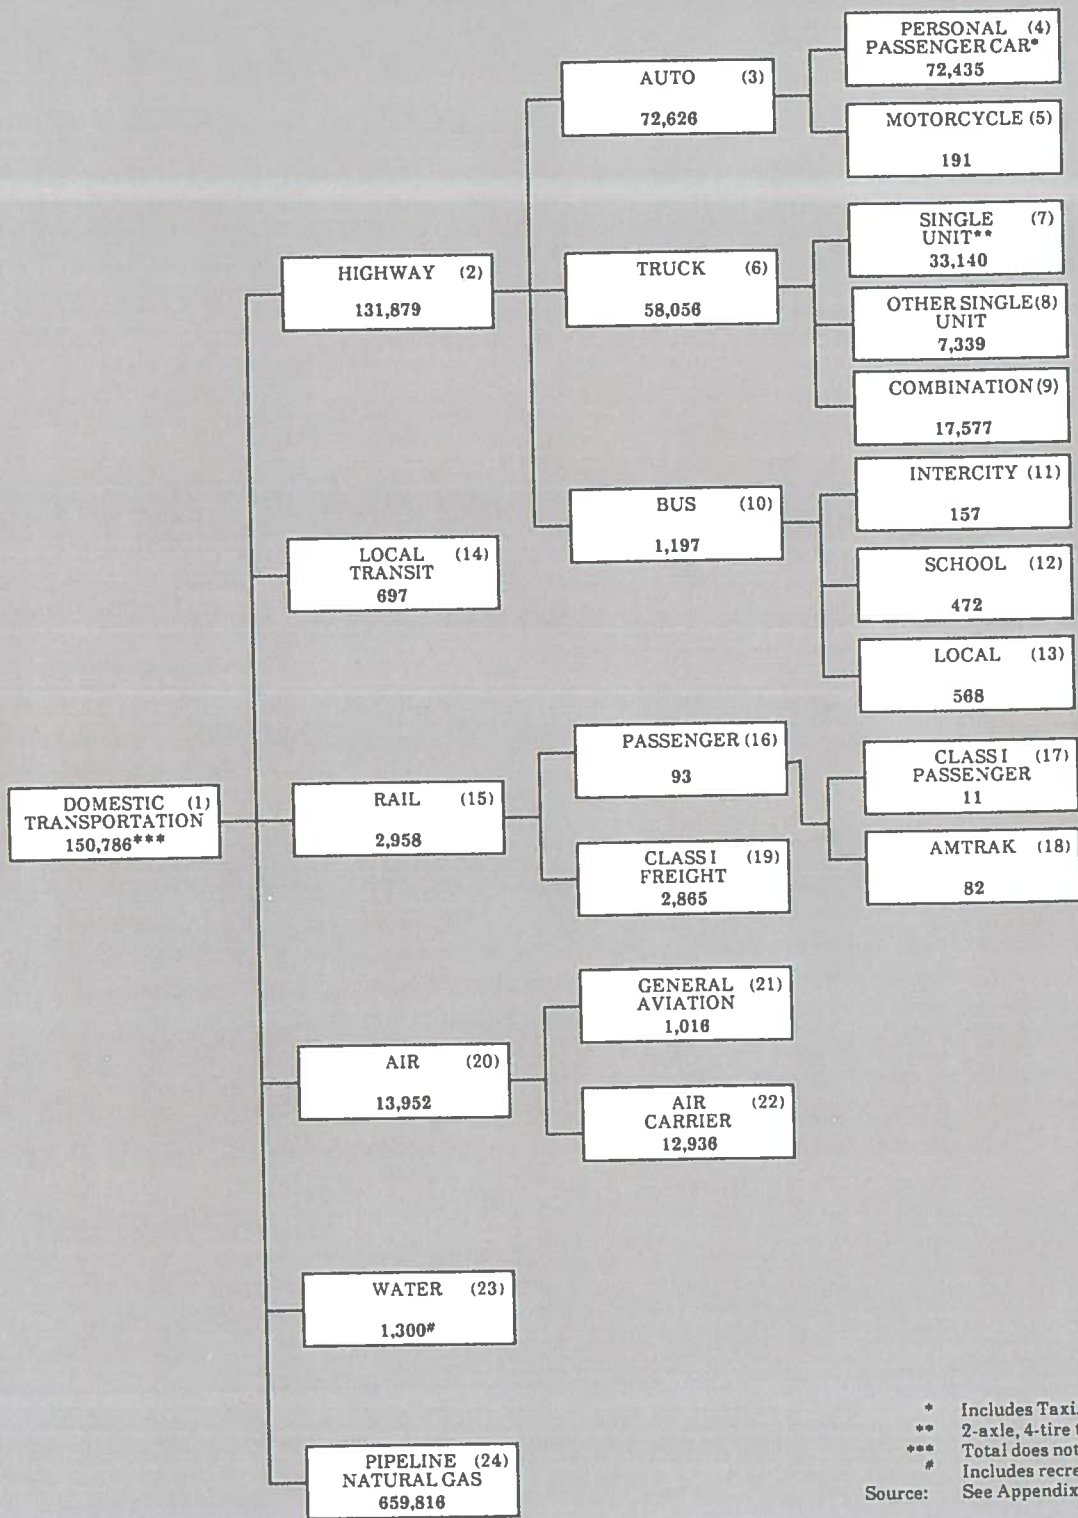 DOMESTIC (1)
TRANSPORTATION
150,786***
HIGHWAY (2)
131,879
AUTO (3)
72,626
PERSONAL (4)
PASSENGER CAR*
72,435
MOTORCYCLE (5)
191
TRUCK (6)
58,056
SINGLE (7)
UNIT**
33,140
OTHER SINGLE (8)
UNIT
7,339
COMBINATION (9)
17,577
BUS (10)
1,197
INTERCITY (11)
157
SCHOOL (12)
472
LOCAL (13)
568
LOCAL (14)
TRANSIT
697
RAIL (15)
2,958
PASSENGER (16)
93
CLASS I (17)
PASSENGER
11
AMTRAK (18)
82
CLASS I (19)
FREIGHT
2,865
AIR (20)
13,952
GENERAL (21)
AVIATION
1,016
AIR (22)
CARRIER
12,936
WATER (23)
1,300#
PIPELINE (24)
NATURAL GAS
659,816
* Includes Taxi.
** 2-axle, 4-tire
*** Total does not
# Includes
Source: See Appendix